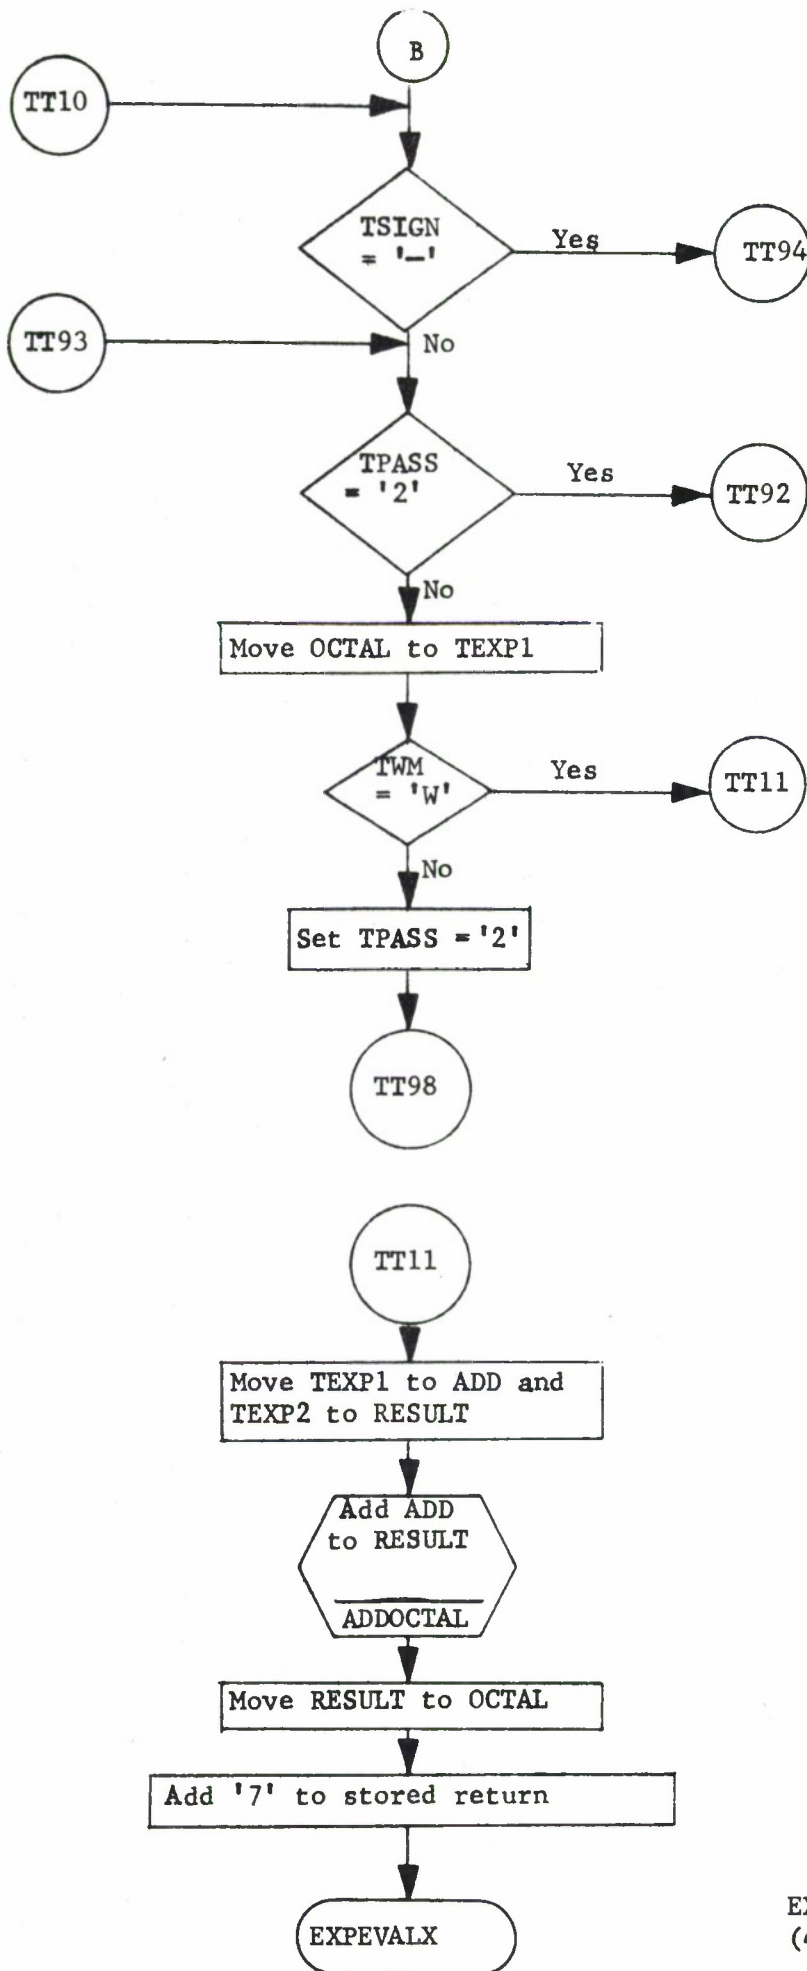 B
TT10
TSIGN
= '-'
Yes
TT94
TT93
No
TPASS
= '2'
Yes
TT92
No
Move OCTAL to TEXP1
TWM
= 'W'
Yes
TT11
No
Set TPASS = '2'
TT98
TT11
Move TEXP1 to ADD and
TEXP2 to RESULT
Add ADD
to RESULT
ADDOCTAL
Move RESULT to OCTAL
Add '7' to stored return
EXPEVALX